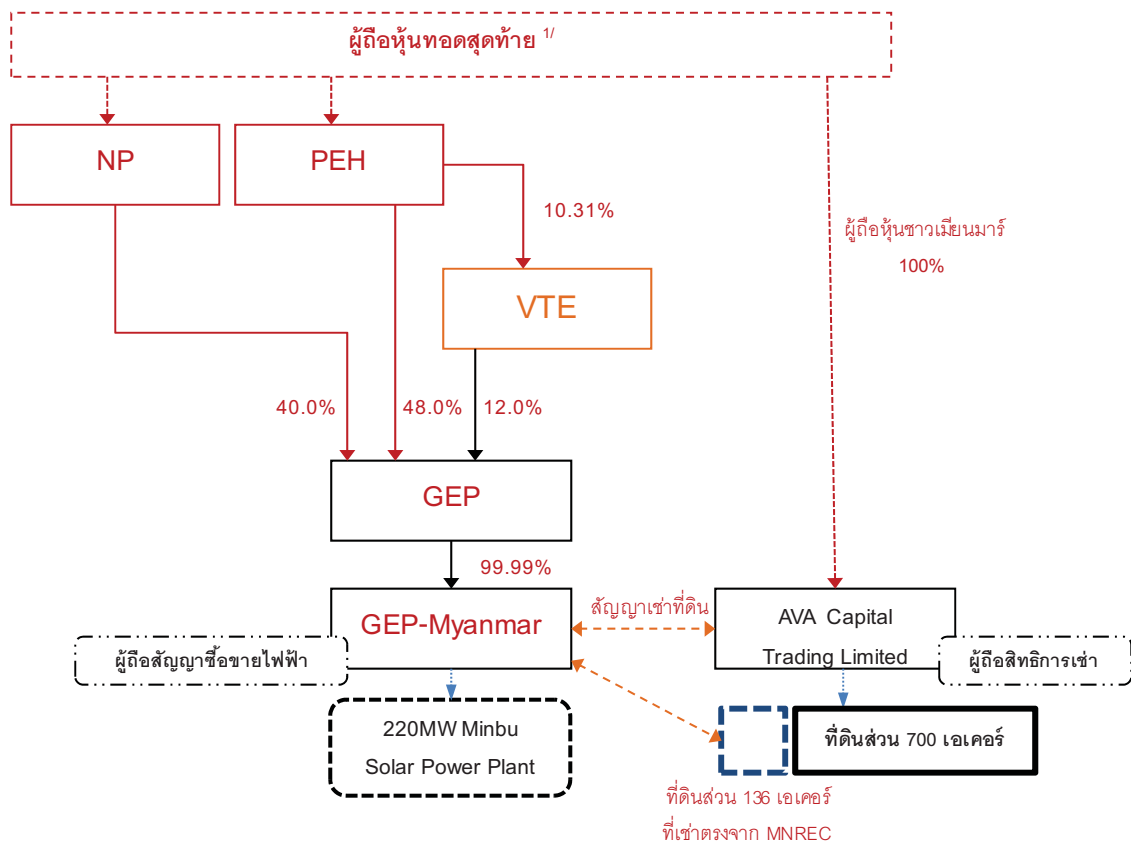 ผู้ถือหุ้นทอดสุดท้าย 1/
NP
PEH
10.31%
ผู้ถือหุ้นชาวเมียนมาร์
100%
VTE
40.0%
48.0%
12.0%
GEP
99.99%
GEP-Myanmar
สัญญาเช่าที่ดิน
AVA Capital
Trading Limited
ผู้ถือสัญญาซื้อขายไฟฟ้า
ผู้ถือสิทธิการเช่า
220MW Minbu
Solar Power Plant
ที่ดินส่วน 700 เอเคอร์
ที่ดินส่วน 136 เอเคอร์
ที่เช่าตรงจาก MNREC